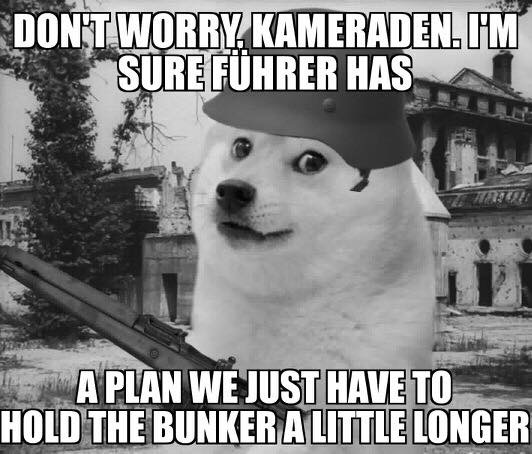 DON'T WORRY, KAMERADEN. I'M
SURE FÜHRER HAS
A PLAN WE JUST HAVE TO
HOLD THE BUNKER A LITTLE LONGER